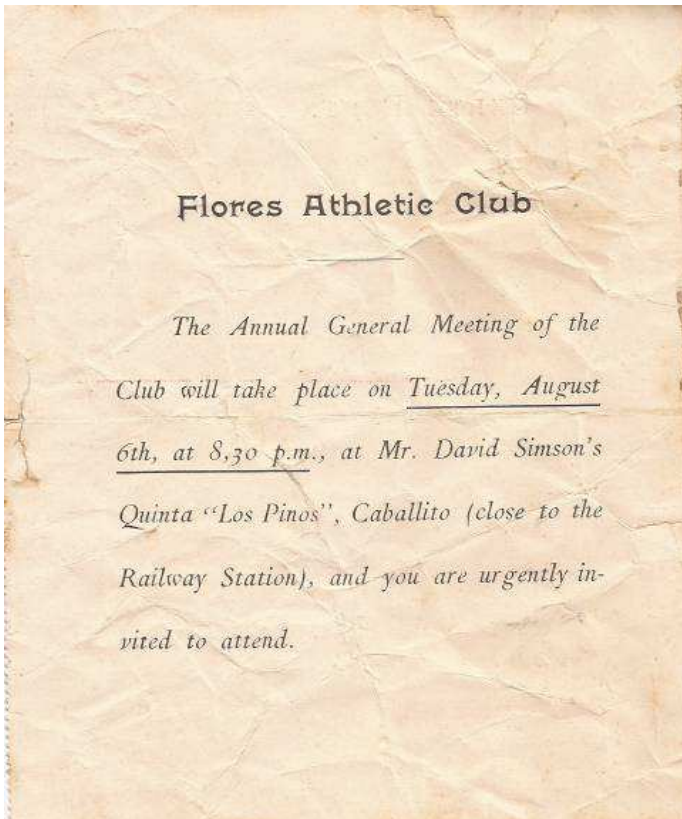 Flores Athletic Club
The Annual General Meeting of the
Club will take place on Tuesday, August
6th, at 8,30 p.m., at Mr. David Simson's
Quinta “Los Pinos”, Caballito (close to the
Railway Station), and you are urgently in-
vited to attend.